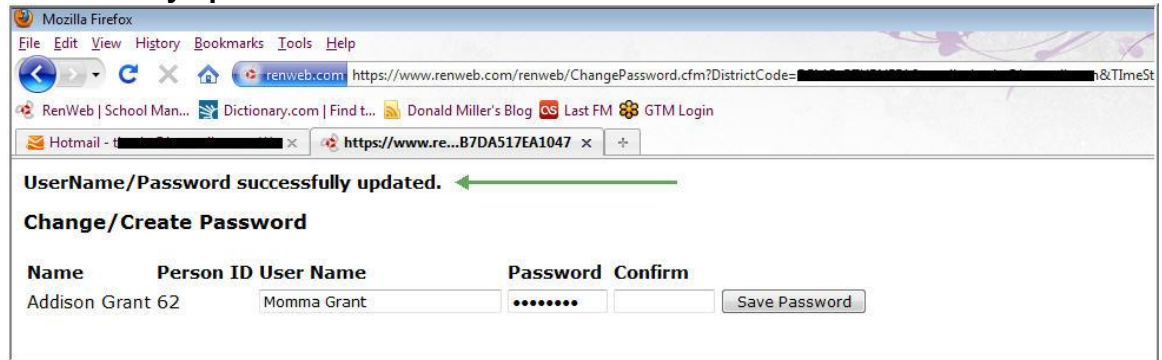 Mozilla Firefox
File Edit View History Bookmarks Tools Help
renweb.com https://www.renweb.com/renweb/ChangePassword.cfm?DistrictCode= &TImeSt
RenWeb | School Man... Dictionary.com | Find t... Donald Miller's Blog Last FM GTM Login
Hotmail - t https://www.re...B7DA517EA1047
UserName/Password successfully updated.
Change/Create Password
Name Person ID User Name Password Confirm
Addison Grant 62 Momma Grant •••••••• Save Password